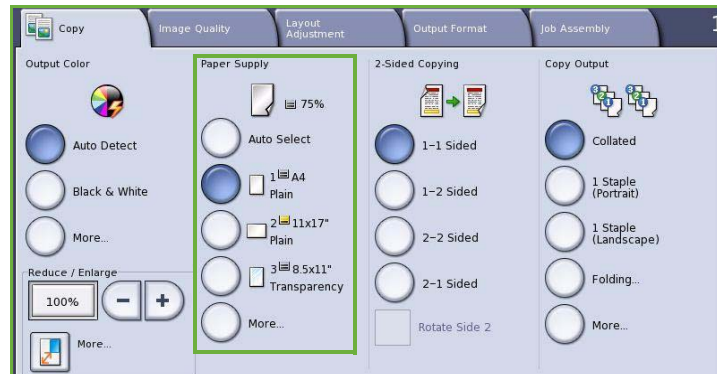 Copy
Image Quality
Layout
Adjustment
Output Format
Job Assembly
1
Output Color
Auto Detect
Black & White
More...
Reduce / Enlarge
100%
More...
Paper Supply
75%
Auto Select
1 A4
Plain
2 11x17"
Plain
3 8.5x11"
Transparency
More...
2-Sided Copying
1-1 Sided
1-2 Sided
2-2 Sided
2-1 Sided
Rotate Side 2
Copy Output
Collated
1 Staple
(Portrait)
1 Staple
(Landscape)
Folding...
More...